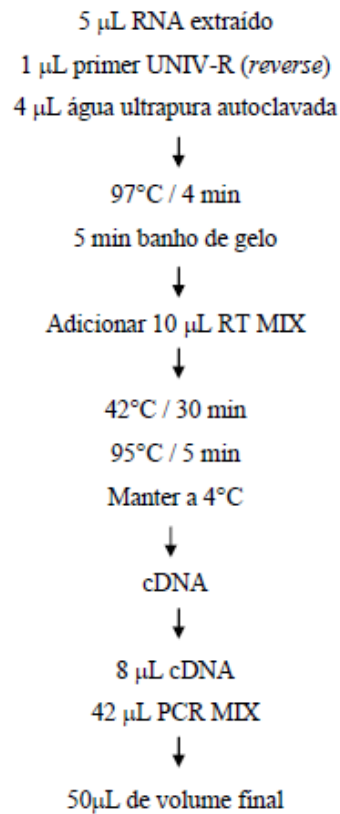 5 μL RNA extraído
1 μL primer UNIV-R (reverse)
4 μL água ultrapura autoclavada
97°C / 4 min
5 min banho de gelo
Adicionar 10 μL RT MIX
42°C / 30 min
95°C / 5 min
Manter a 4°C
cDNA
8 μL cDNA
42 μL PCR MIX
50μL de volume final